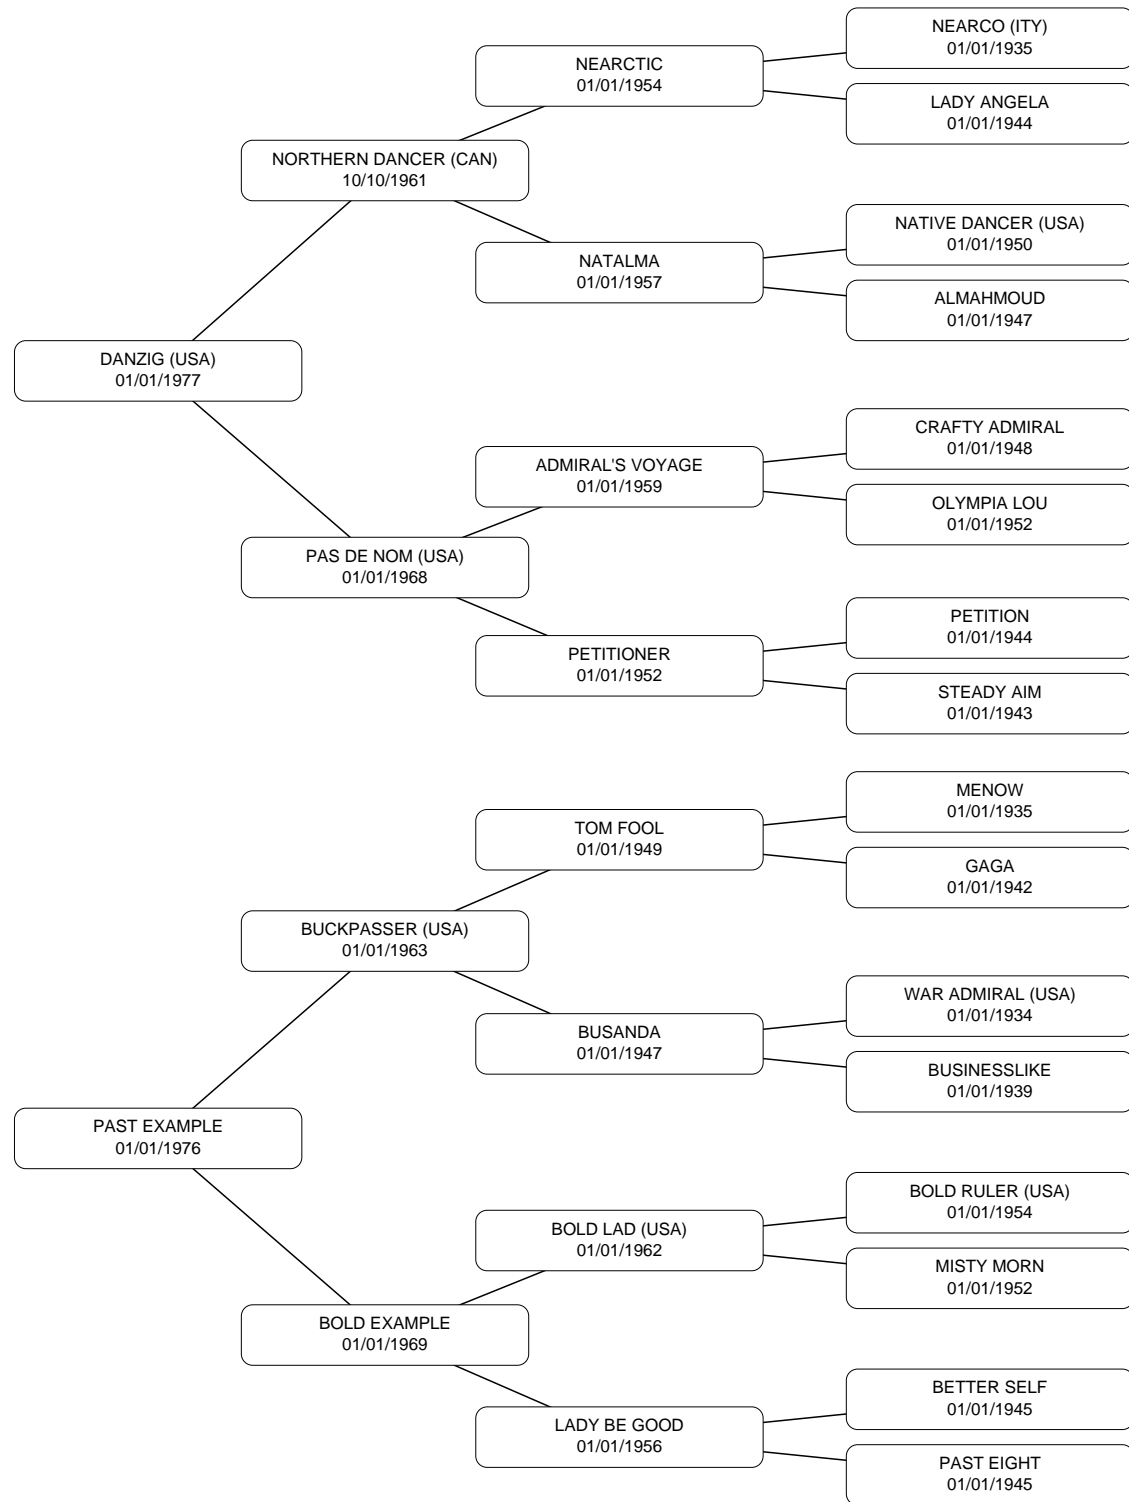 NEARCO (ITY)
01/01/1935
NEARCTIC
01/01/1954
LADY ANGELA
01/01/1944
NORTHERN DANCER (CAN)
10/10/1961
NATIVE DANCER (USA)
01/01/1950
NATALMA
01/01/1957
ALMAHMOUD
01/01/1947
DANZIG (USA)
01/01/1977
CRAFTY ADMIRAL
01/01/1948
ADMIRAL'S VOYAGE
01/01/1959
OLYMPIA LOU
01/01/1952
PAS DE NOM (USA)
01/01/1968
PETITION
01/01/1944
PETITIONER
01/01/1952
STEADY AIM
01/01/1943
MENOW
01/01/1935
TOM FOOL
01/01/1949
GAGA
01/01/1942
BUCKPASSER (USA)
01/01/1963
WAR ADMIRAL (USA)
01/01/1934
BUSANDA
01/01/1947
BUSINESSLIKE
01/01/1939
PAST EXAMPLE
01/01/1976
BOLD RULER (USA)
01/01/1954
BOLD LAD (USA)
01/01/1962
MISTY MORN
01/01/1952
BOLD EXAMPLE
01/01/1969
BETTER SELF
01/01/1945
LADY BE GOOD
01/01/1956
PAST EIGHT
01/01/1945